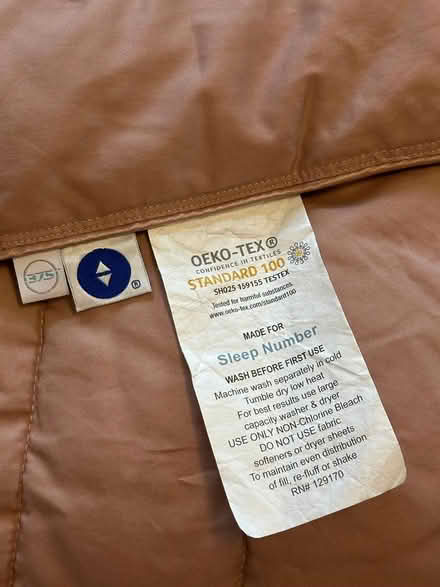 37.5
®
OEKO-TEX®
CONFIDENCE IN TEXTILES
STANDARD 100
SH025 159155 TESTEX
Tested for harmful substances.
www.oeko-tex.com/standard100
MADE FOR
Sleep Number
WASH BEFORE FIRST USE
Machine wash separately in cold
Tumble dry low heat
For best results use large
capacity washer & dryer
USE ONLY NON-Chlorine Bleach
DO NOT USE fabric
softeners or dryer sheets
To maintain even distribution
of fill, re-fluff or shake
RN# 129170